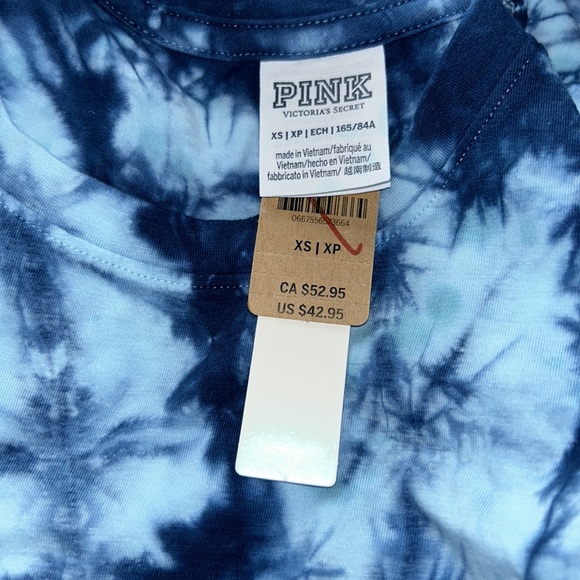 PINK
VICTORIA'S SECRET
XS | XP | ECH | 165/84A
made in Vietnam/fabriqué au
Vietnam/hecho en Vietnam/
fabbricato in Vietnam/越南制造
0667556573664
XS | XP
CA $52.95
US $42.95